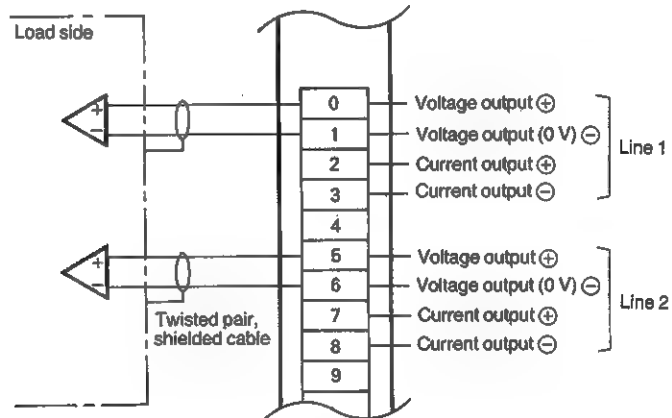 Load side
+
−
0 Voltage output ⊕
1 Voltage output (0 V) ⊖
2 Current output ⊕
3 Current output ⊖
Line 1
4
+
−
5 Voltage output ⊕
6 Voltage output (0 V) ⊖
7 Current output ⊕
8 Current output ⊖
Line 2
9
Twisted pair,
shielded cable